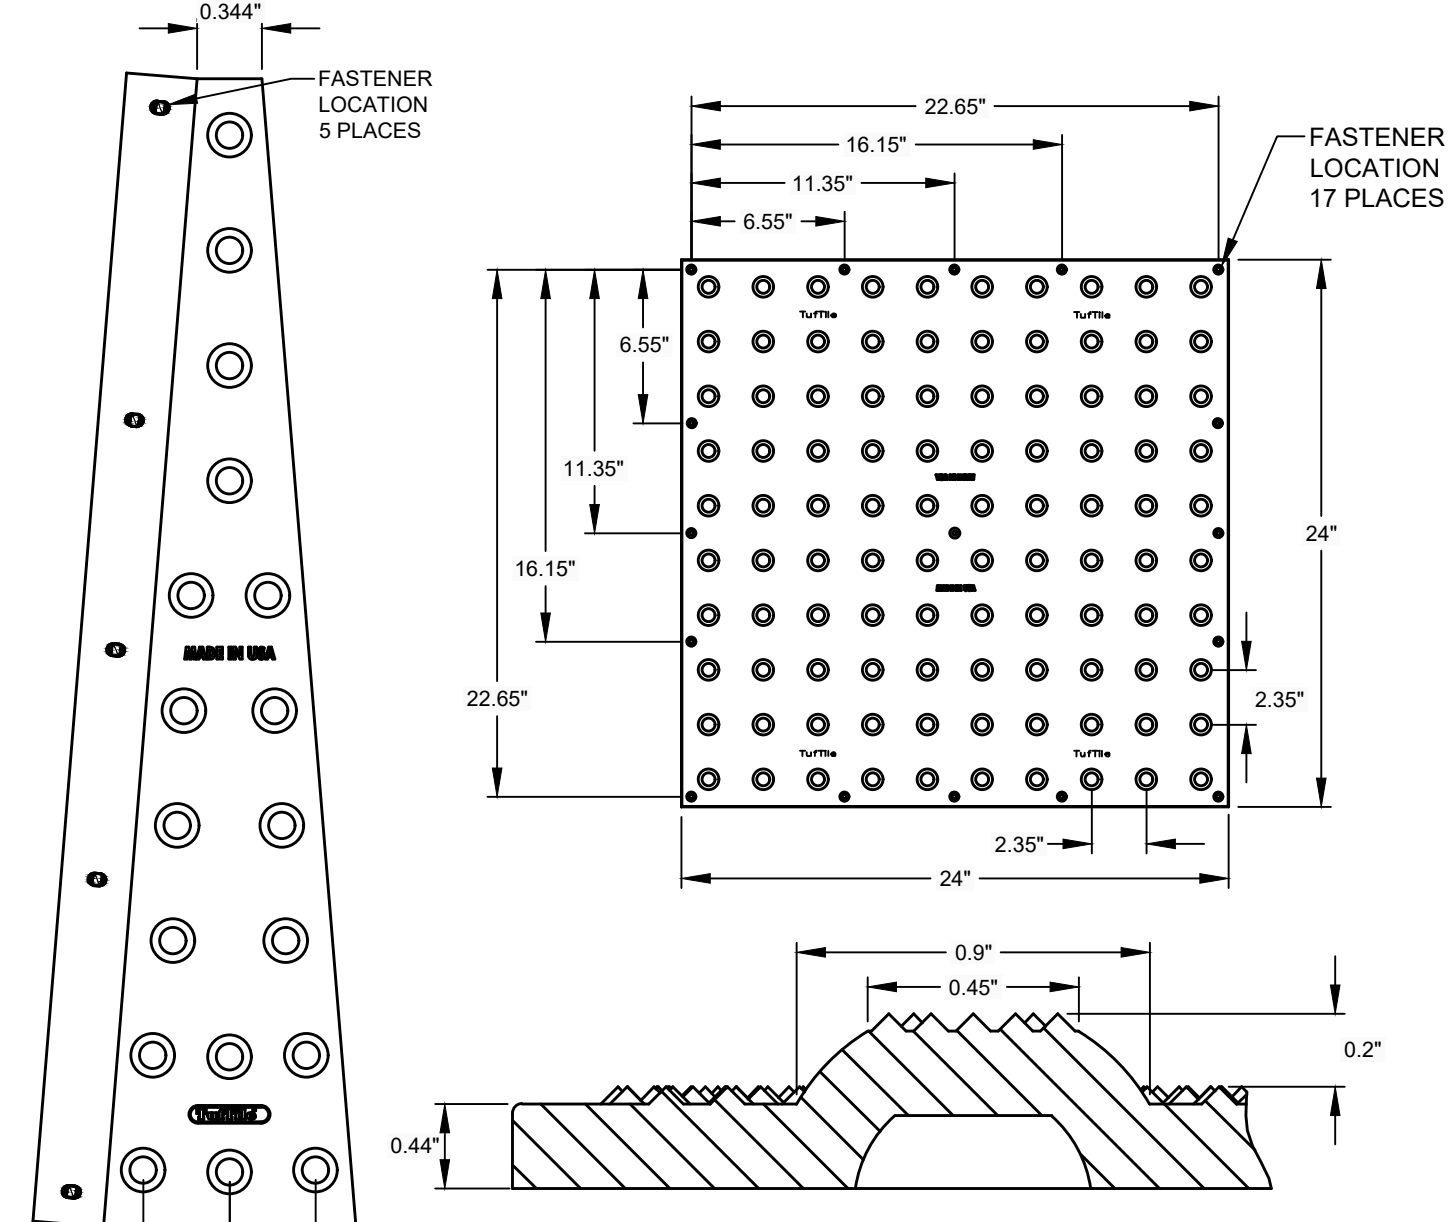 0.344"
FASTENER
LOCATION
5 PLACES
MADE IN USA
22.65"
16.15"
11.35"
6.55"
FASTENER
LOCATION
17 PLACES
TufTile
TufTile
6.55"
11.35"
16.15"
22.65"
24"
2.35"
TufTile
TufTile
2.35"
24"
0.9"
0.45"
0.2"
0.44"
TufTile